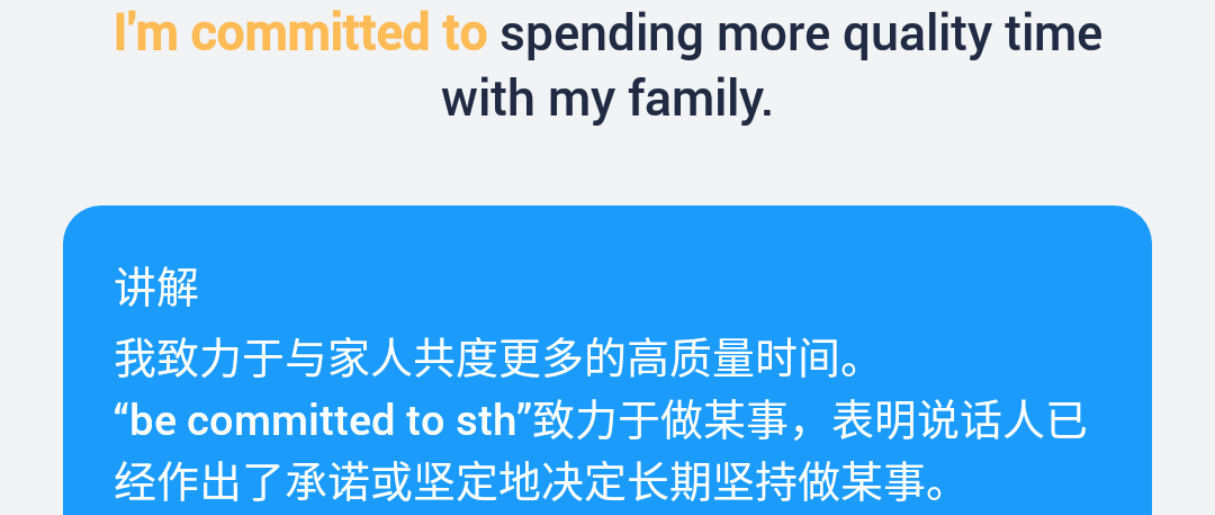 I'm committed to spending more quality time
with my family.
讲解
我致力于与家人共度更多的高质量时间。
“be committed to sth”致力于做某事，表明说话人已
经作出了承诺或坚定地决定长期坚持做某事。